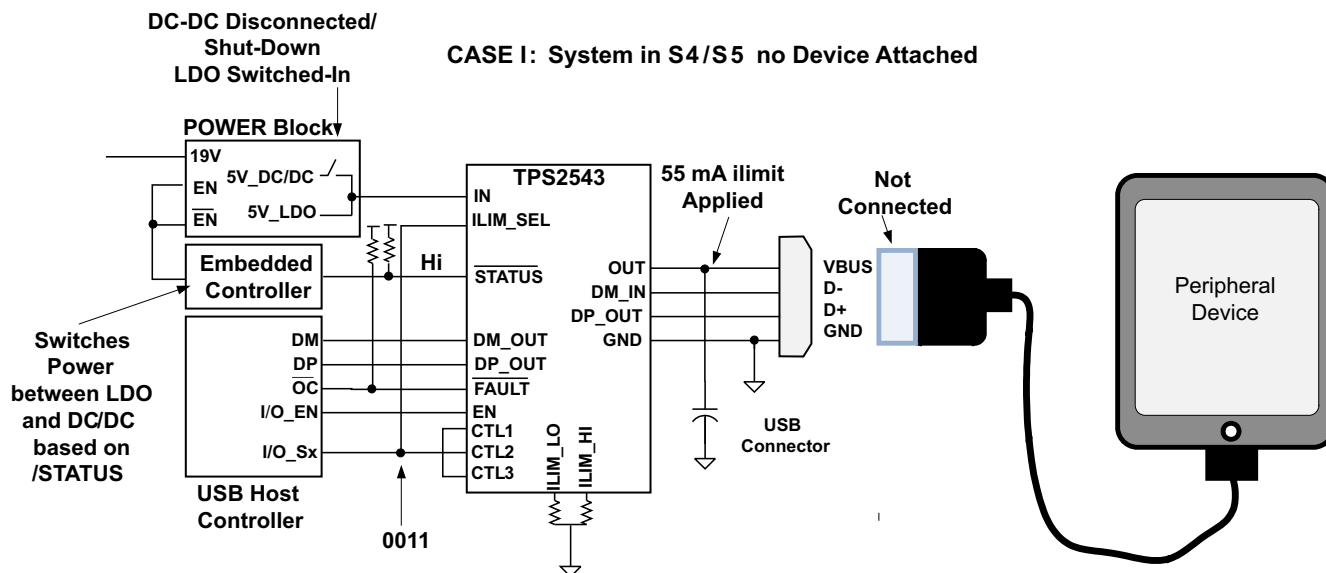 DC-DC Disconnected/
Shut-Down
LDO Switched-In
CASE I: System in S4/S5 no Device Attached
POWER Block
19V
EN
EN
5V_DC/DC
5V_LDO
Embedded
Controller
Hi
Switches
Power
between LDO
and DC/DC
based on
/STATUS
DM
DP
OC
I/O_EN
I/O_Sx
USB Host
Controller
0011
TPS2543
IN
ILIM_SEL
STATUS
DM_OUT
DP_OUT
FAULT
EN
CTL1
CTL2
CTL3
ILIM_LO
ILIM_HI
OUT
DM_IN
DP_OUT
GND
55 mA ilimit
Applied
USB
Connector
Not
Connected
VBUS
D-
D+
GND
Peripheral
Device